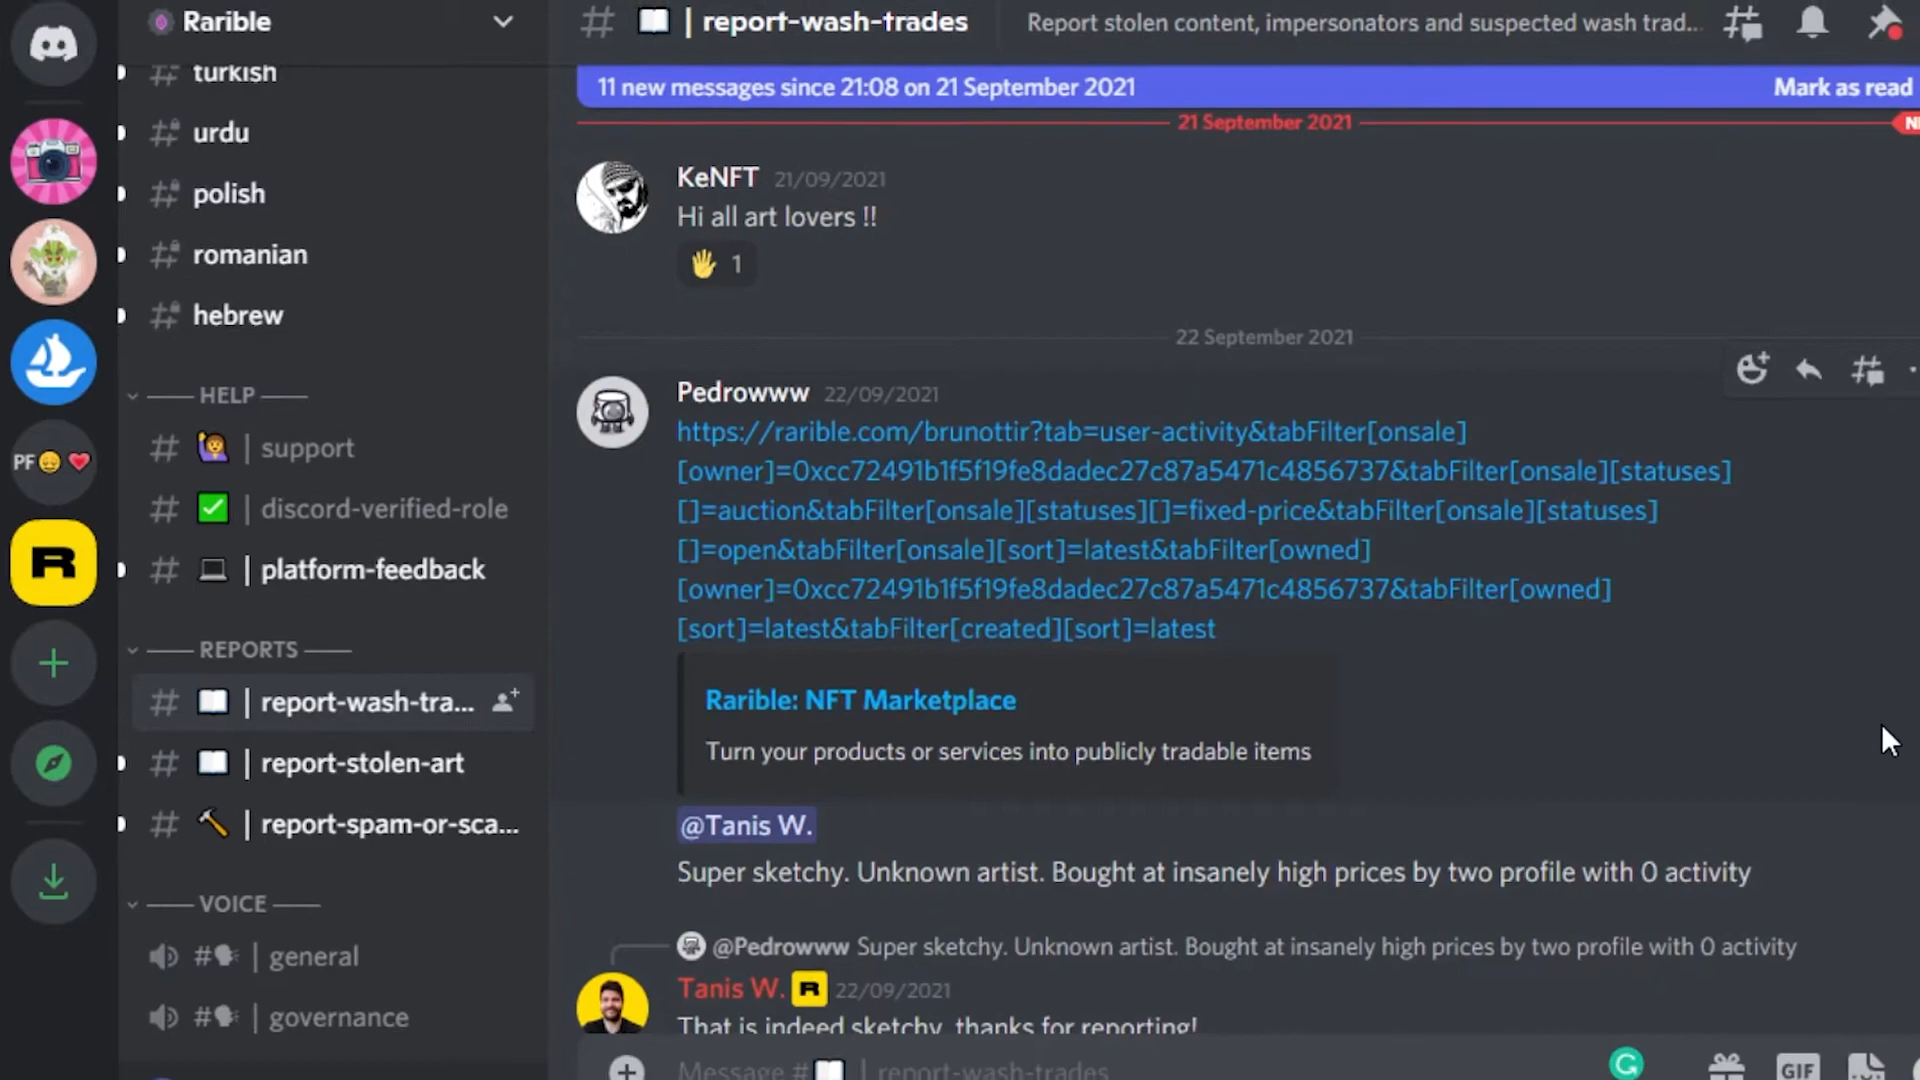 Rarible
turkish
urdu
polish
romanian
hebrew
HELP
# | support
# | discord-verified-role
# | platform-feedback
REPORTS
# | report-wash-tra...
# | report-stolen-art
# | report-spam-or-sca...
VOICE
# | general
# | governance
PF
R
# | report-wash-trades
Report stolen content, impersonators and suspected wash trad...
11 new messages since 21:08 on 21 September 2021
Mark as read
21 September 2021
KeNFT 21/09/2021
Hi all art lovers !!
1
22 September 2021
Pedrowww 22/09/2021
https://rarible.com/brunottir?tab=user-activity&tabFilter[onsale]
[owner]=0xcc72491b1f5f19fe8dadec27c87a5471c4856737&tabFilter[onsale][statuses]
[]=auction&tabFilter[onsale][statuses][]=fixed-price&tabFilter[onsale][statuses]
[]=open&tabFilter[onsale][sort]=latest&tabFilter[owned]
[owner]=0xcc72491b1f5f19fe8dadec27c87a5471c4856737&tabFilter[owned]
[sort]=latest&tabFilter[created][sort]=latest
Rarible: NFT Marketplace
Turn your products or services into publicly tradable items
@Tanis W.
Super sketchy. Unknown artist. Bought at insanely high prices by two profile with 0 activity
@Pedrowww Super sketchy. Unknown artist. Bought at insanely high prices by two profile with 0 activity
Tanis W. R 22/09/2021
That is indeed sketchy, thanks for reporting!
Message # | report-wash-trades
GIF